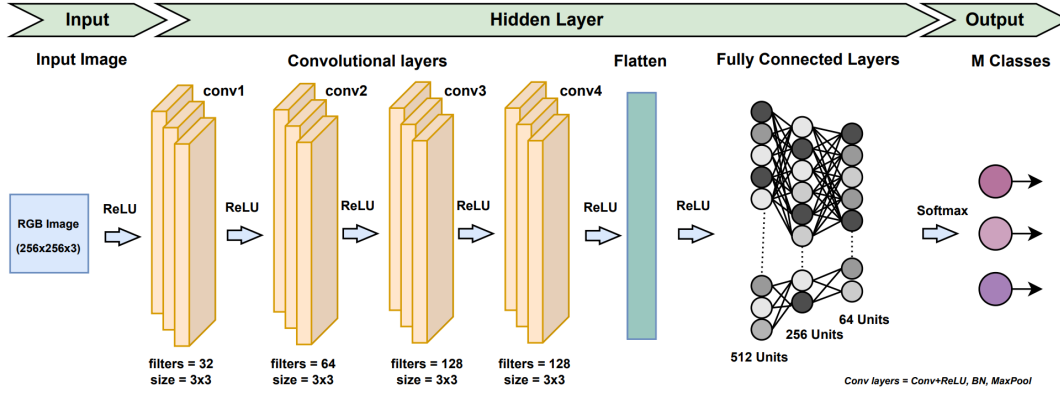 Input
Hidden Layer
Output
Input Image
Convolutional layers
Flatten
Fully Connected Layers
M Classes
conv1
conv2
conv3
conv4
RGB Image
(256x256x3)
ReLU
ReLU
ReLU
ReLU
ReLU
ReLU
Softmax
512 Units
256 Units
64 Units
filters = 32
size = 3x3
filters = 64
size = 3x3
filters = 128
size = 3x3
filters = 128
size = 3x3
Conv layers = Conv+ReLU, BN, MaxPool